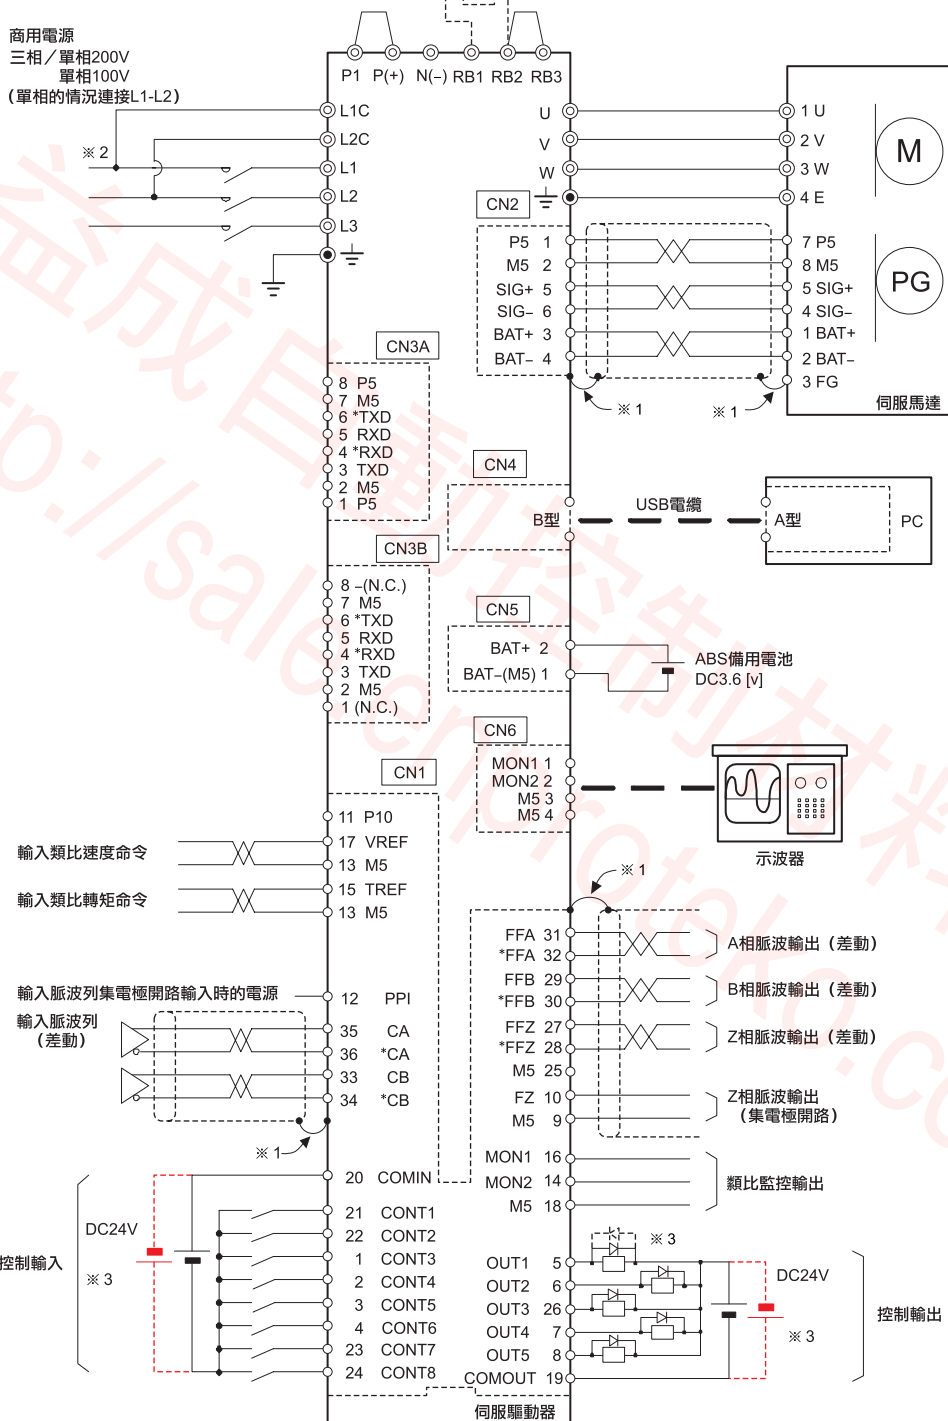 商用電源
三相／單相200V
單相100V
（單相的情況連接L1-L2）
P1 P(+) N(–) RB1 RB2 RB3
L1C
L2C
※2
L1
L2
L3
U
V
W
1 U
2 V
3 W
4 E
M
CN2
P5 1
M5 2
SIG+ 5
SIG– 6
BAT+ 3
BAT– 4
7 P5
8 M5
5 SIG+
4 SIG–
1 BAT+
2 BAT–
3 FG
PG
※1
※1
伺服馬達
CN3A
8 P5
7 M5
6 *TXD
5 RXD
4 *RXD
3 TXD
2 M5
1 P5
CN4
B型
USB電纜
A型
PC
CN3B
8 –(N.C.)
7 M5
6 *TXD
5 RXD
4 *RXD
3 TXD
2 M5
1 (N.C.)
CN5
BAT+ 2
BAT–(M5) 1
ABS備用電池
DC3.6 [v]
CN6
MON1 1
MON2 2
M5 3
M5 4
示波器
CN1
11 P10
17 VREF
13 M5
15 TREF
13 M5
輸入類比速度命令
輸入類比轉矩命令
輸入脈波列集電極開路輸入時的電源
12 PPI
輸入脈波列
（差動）
35 CA
36 *CA
33 CB
34 *CB
※1
※1
FFA 31
*FFA 32
FFB 29
*FFB 30
FFZ 27
*FFZ 28
M5 25
FZ 10
M5 9
A相脈波輸出（差動）
B相脈波輸出（差動）
Z相脈波輸出（差動）
Z相脈波輸出
（集電極開路）
MON1 16
MON2 14
M5 18
類比監控輸出
20 COMIN
21 CONT1
22 CONT2
1 CONT3
2 CONT4
3 CONT5
4 CONT6
23 CONT7
24 CONT8
DC24V
※3
控制輸入
※3
OUT1 5
OUT2 6
OUT3 26
OUT4 7
OUT5 8
COMOUT 19
DC24V
※3
控制輸出
伺服驅動器